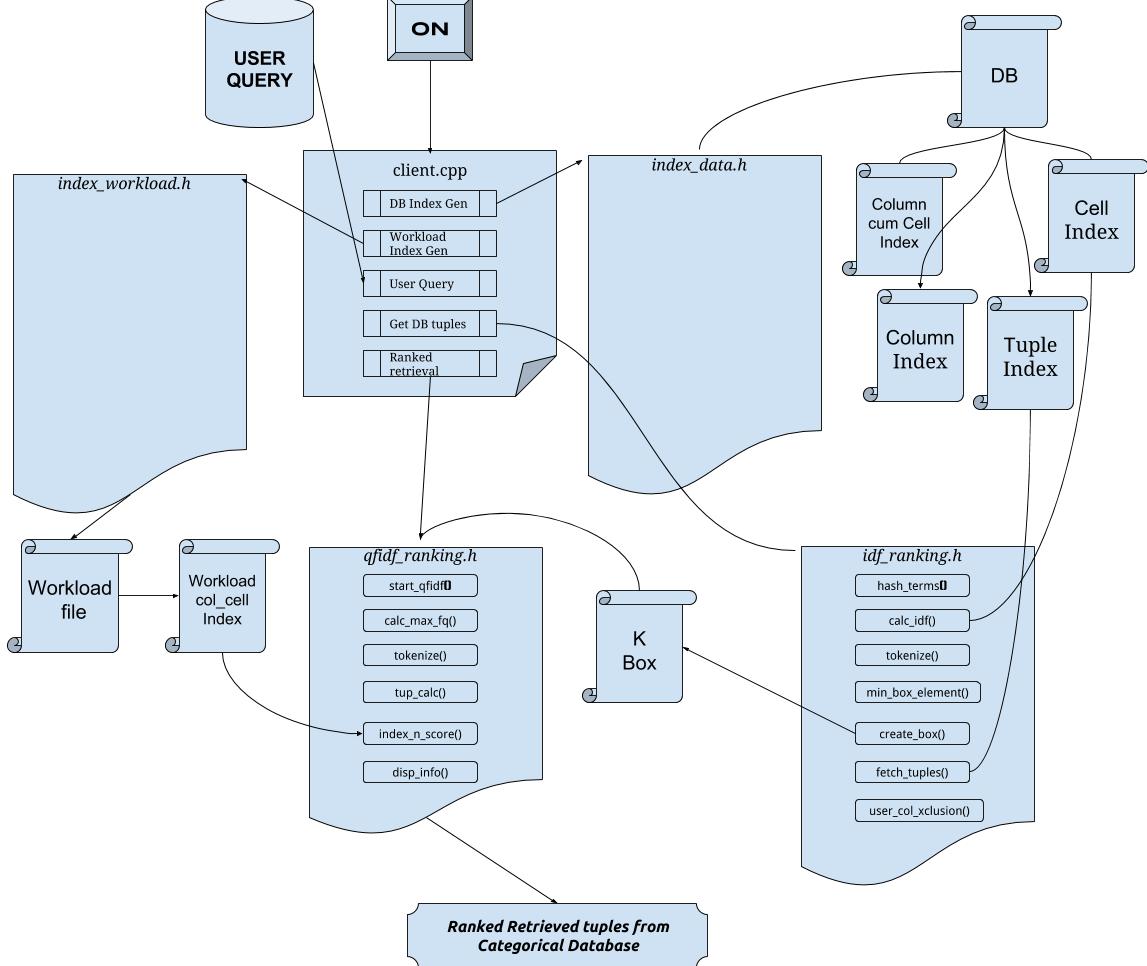 USER
QUERY
ON
DB
client.cpp
DB Index Gen
Workload
Index Gen
User Query
Get DB tuples
Ranked
retrieval
index_workload.h
index_data.h
Column
cum Cell
Index
Cell
Index
Column
Index
Tuple
Index
Workload
file
Workload
col_cell
Index
qfidf_ranking.h
start_qfidf()
calc_max_fq()
tokenize()
tup_calc()
index_n_score()
disp_info()
K
Box
idf_ranking.h
hash_terms()
calc_idf()
tokenize()
min_box_element()
create_box()
fetch_tuples()
user_col_xclusion()
Ranked Retrieved tuples from
Categorical Database